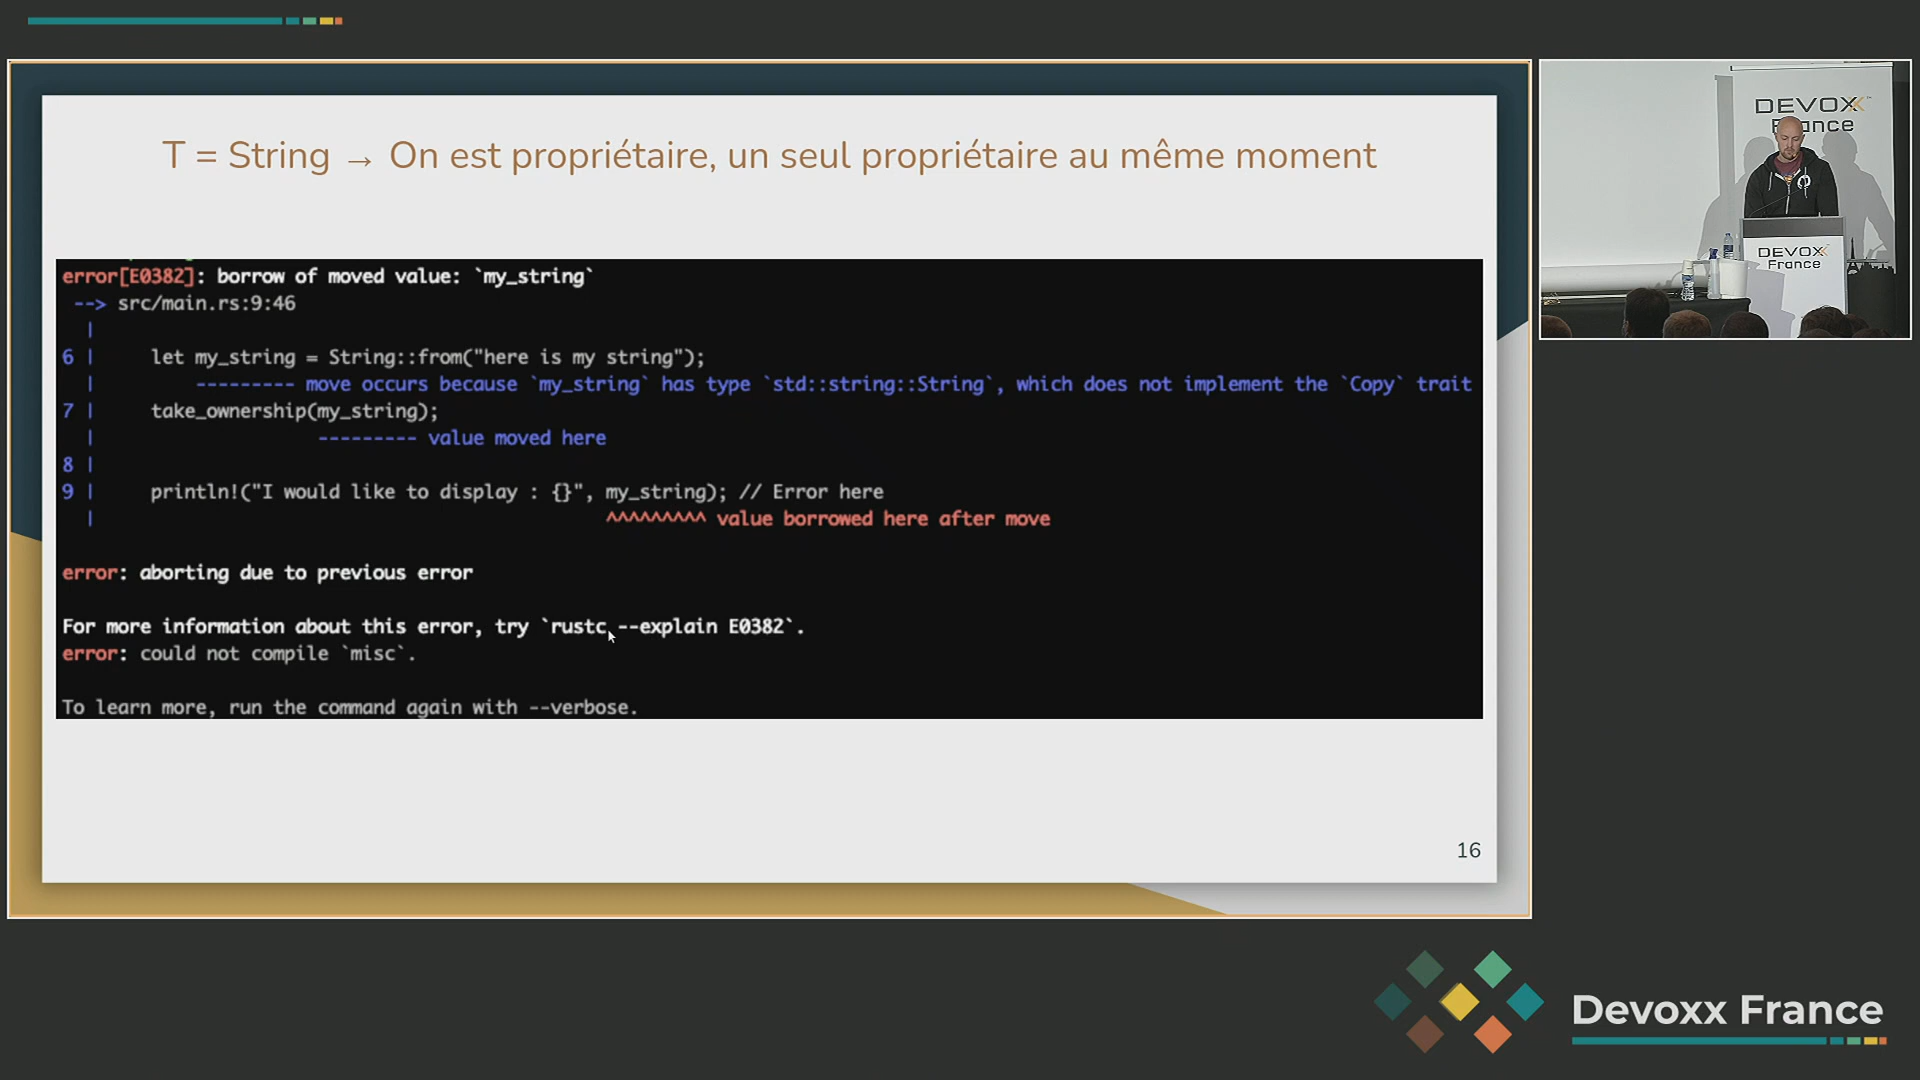 T = String → On est propriétaire, un seul propriétaire au même moment
error[E0382]: borrow of moved value: `my_string`
--> src/main.rs:9:46
|
6 | let my_string = String::from("here is my string");
| --------- move occurs because `my_string` has type `std::string::String`, which does not implement the `Copy` trait
7 | take_ownership(my_string);
| --------- value moved here
8 |
9 | println!("I would like to display : {}", my_string); // Error here
| ^^^^^^^^^ value borrowed here after move
error: aborting due to previous error
For more information about this error, try `rustc --explain E0382`.
error: could not compile `misc`.
To learn more, run the command again with --verbose.
16
DEVOXX
France
DEVOXX
France
Devoxx France